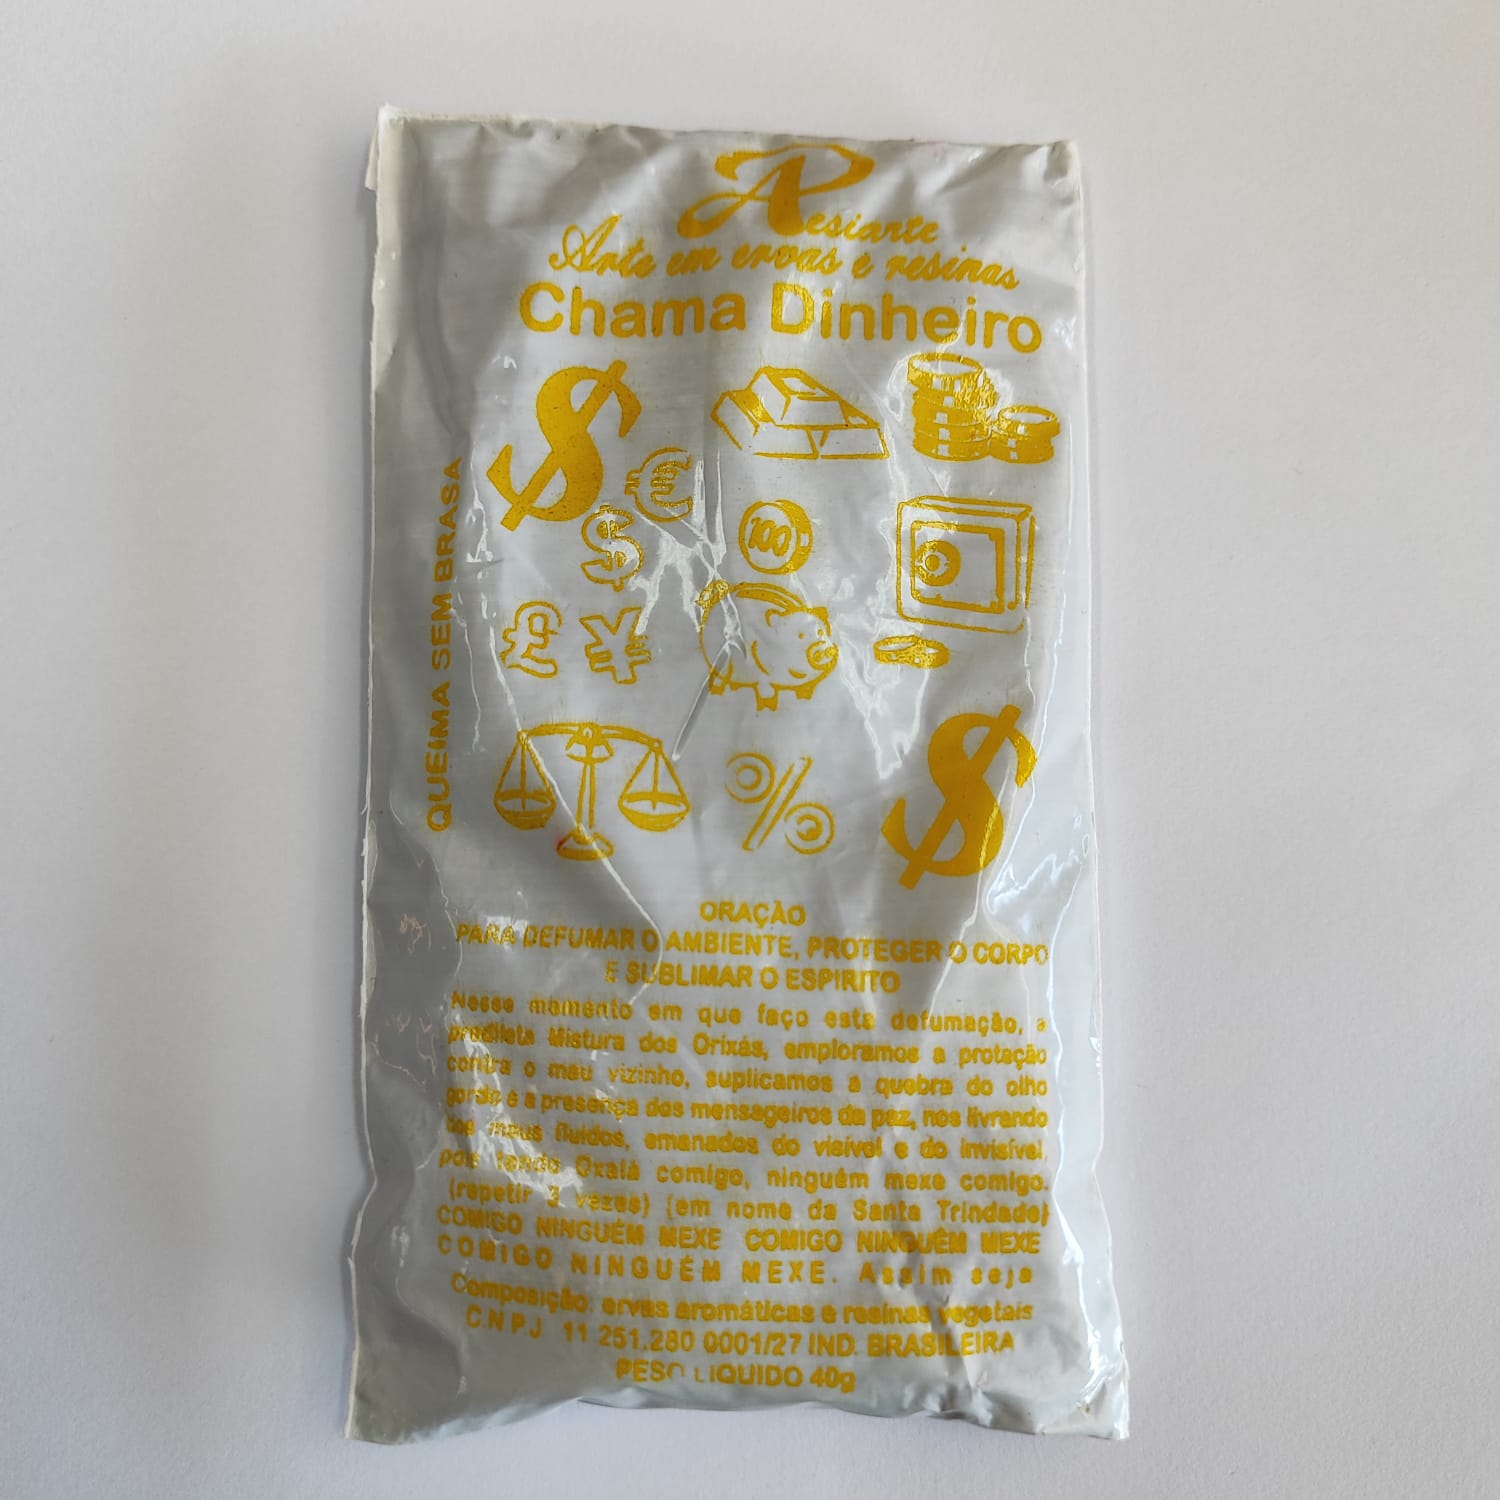 Aesiarte
Arte em ervas e resinas
Chama Dinheiro
$
€
$
100
£
¥
%
$
QUEIMA SEM BRASA
ORAÇÃO
PARA DEFUMAR O AMBIENTE, PROTEGER O CORPO
E SUBLIMAR O ESPIRITO
Nesse momento em que faço esta defumação, a
predileta Mistura dos Orixás, emploramos a proteção
contra o mau vizinho, suplicamos a quebra do olho
gordo e a presença dos mensageiros da paz, nos livrando
dos maus fluidos, emanados do visível e do invisível,
pois tendo Oxalá comigo, ninguém mexe comigo.
(repetir 3 vezes) (em nome da Santa Trindade)
COMIGO NINGUÉM MEXE COMIGO NINGUÉM MEXE
COMIGO NINGUÉM MEXE. Assim seja
Composição: ervas aromáticas e resinas vegetais
C.N P.J 11 251.280 0001/27 IND. BRASILEIRA
PESO LIQUIDO 40g